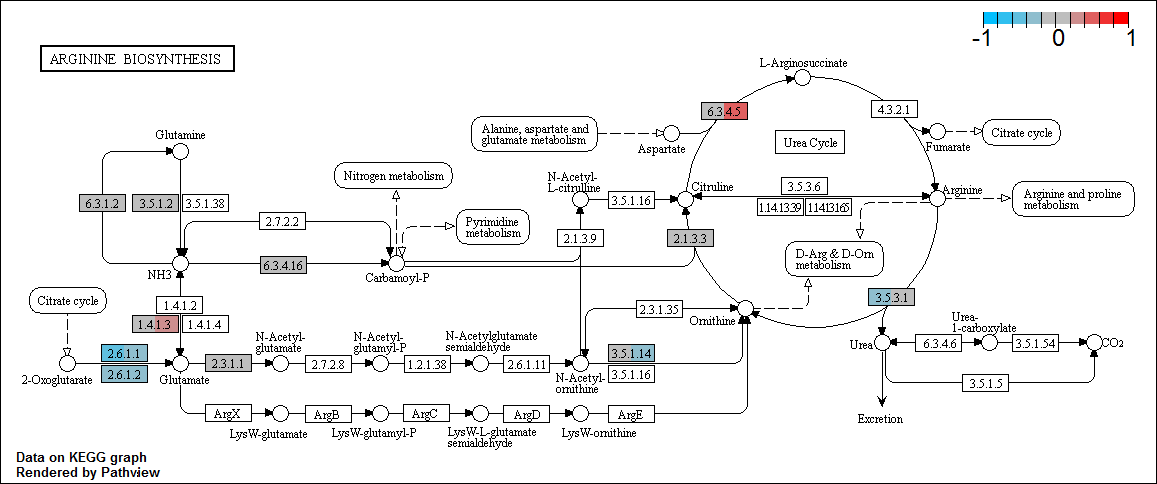 -1 0 1
ARGININE BIOSYNTHESIS
L-Arginosuccinate
6.3.4.5
4.3.2.1
Alanine, aspartate and
glutamate metabolism
Aspartate
Fumarate
Citrate cycle
Urea Cycle
Glutamine
Nitrogen metabolism
N-Acetyl-
L-citrulline
3.5.1.16
Citruline
3.5.3.6
1.14.13.39
1.14.13.165
Arginine
Arginine and proline
metabolism
6.3.1.2
3.5.1.2
3.5.1.38
2.7.2.2
Pyrimidine
metabolism
2.1.3.9
2.1.3.3
D-Arg & D-Orn
metabolism
NH3
6.3.4.16
Carbamoyl-P
Citrate cycle
1.4.1.2
1.4.1.3
1.4.1.4
2.3.1.35
Ornithine
3.5.3.1
N-Acetyl-
glutamate
N-Acetyl-
glutamyl-P
N-Acetylglutamate
semialdehyde
Urea-
1-carboxylate
Urea
6.3.4.6
3.5.1.54
CO2
2.6.1.1
2.6.1.2
2-Oxoglutarate
Glutamate
2.3.1.1
2.7.2.8
1.2.1.38
2.6.1.11
N-Acetyl-
ornithine
3.5.1.14
3.5.1.16
3.5.1.5
ArgX
ArgB
ArgC
ArgD
ArgE
LysW-glutamate
LysW-glutamyl-P
LysW-L-glutamate
semialdehyde
LysW-ornithine
Excretion
Data on KEGG graph
Rendered by Pathview